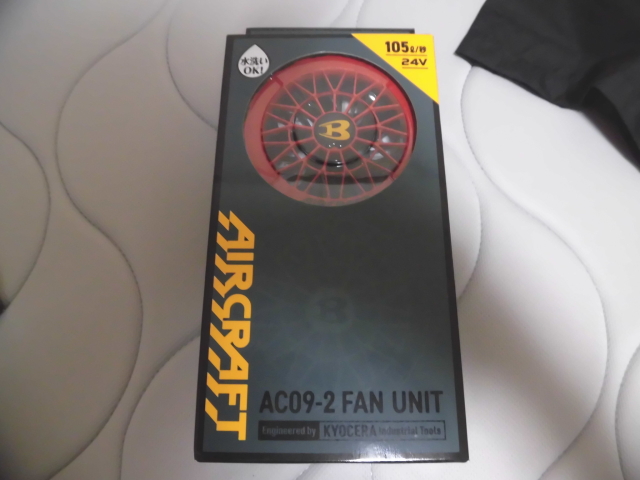 水洗い
OK!
105ℓ/秒
24V
B
AIRCRAFT
AC09-2 FAN UNIT
Engineered by KYOCERA Industrial Tools